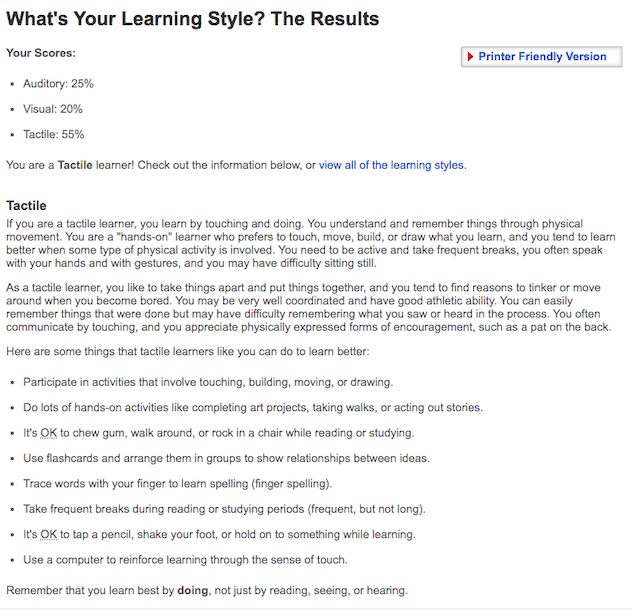 What's Your Learning Style? The Results
Your Scores:
Printer Friendly Version
• Auditory: 25%
• Visual: 20%
• Tactile: 55%
You are a Tactile learner! Check out the information below, or view all of the learning styles.
Tactile
If you are a tactile learner, you learn by touching and doing. You understand and remember things through physical
movement. You are a "hands-on" learner who prefers to touch, move, build, or draw what you learn, and you tend to learn
better when some type of physical activity is involved. You need to be active and take frequent breaks, you often speak
with your hands and with gestures, and you may have difficulty sitting still.
As a tactile learner, you like to take things apart and put things together, and you tend to find reasons to tinker or move
around when you become bored. You may be very well coordinated and have good athletic ability. You can easily
remember things that were done but may have difficulty remembering what you saw or heard in the process. You often
communicate by touching, and you appreciate physically expressed forms of encouragement, such as a pat on the back.
Here are some things that tactile learners like you can do to learn better:
• Participate in activities that involve touching, building, moving, or drawing.
• Do lots of hands-on activities like completing art projects, taking walks, or acting out stories.
• It's OK to chew gum, walk around, or rock in a chair while reading or studying.
• Use flashcards and arrange them in groups to show relationships between ideas.
• Trace words with your finger to learn spelling (finger spelling).
• Take frequent breaks during reading or studying periods (frequent, but not long).
• It's OK to tap a pencil, shake your foot, or hold on to something while learning.
• Use a computer to reinforce learning through the sense of touch.
Remember that you learn best by doing, not just by reading, seeing, or hearing.